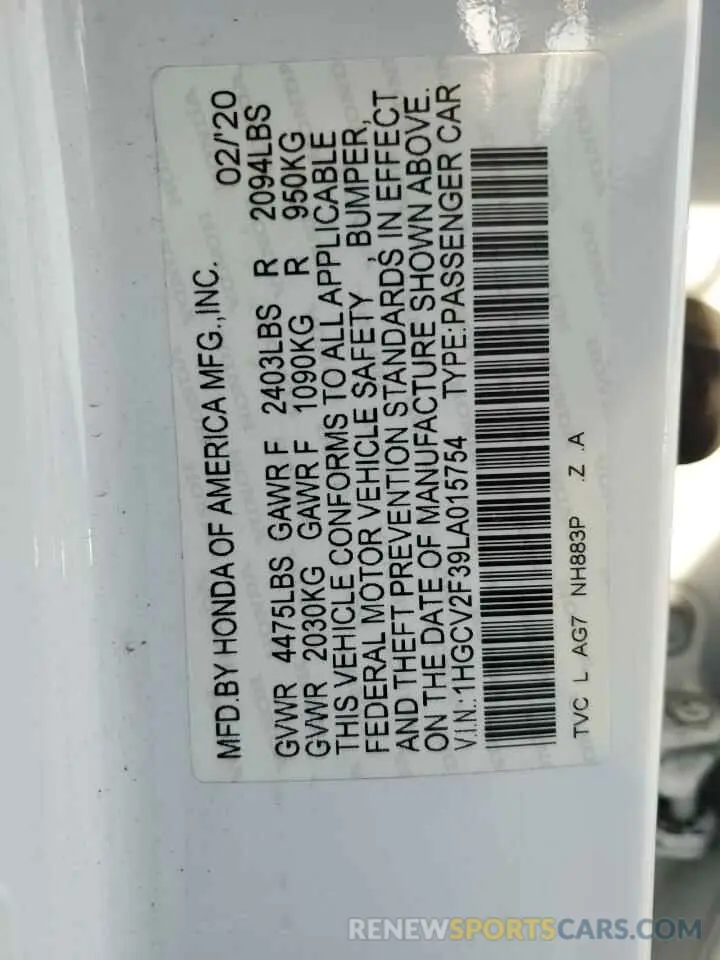 MFD.BY HONDA OF AMERICA MFG.,INC. 02/'20
GVWR 4475LBS GAWR F 2403LBS R 2094LBS
GVWR 2030KG GAWR F 1090KG R 950KG
THIS VEHICLE CONFORMS TO ALL APPLICABLE
FEDERAL MOTOR VEHICLE SAFETY , BUMPER,
AND THEFT PREVENTION STANDARDS IN EFFECT
ON THE DATE OF MANUFACTURE SHOWN ABOVE.
V.I.N.:1HGCV2F39LA015754 TYPE:PASSENGER CAR
TVC L AG7 NH883P .Z .A
RENEWSPORTSCARS.COM